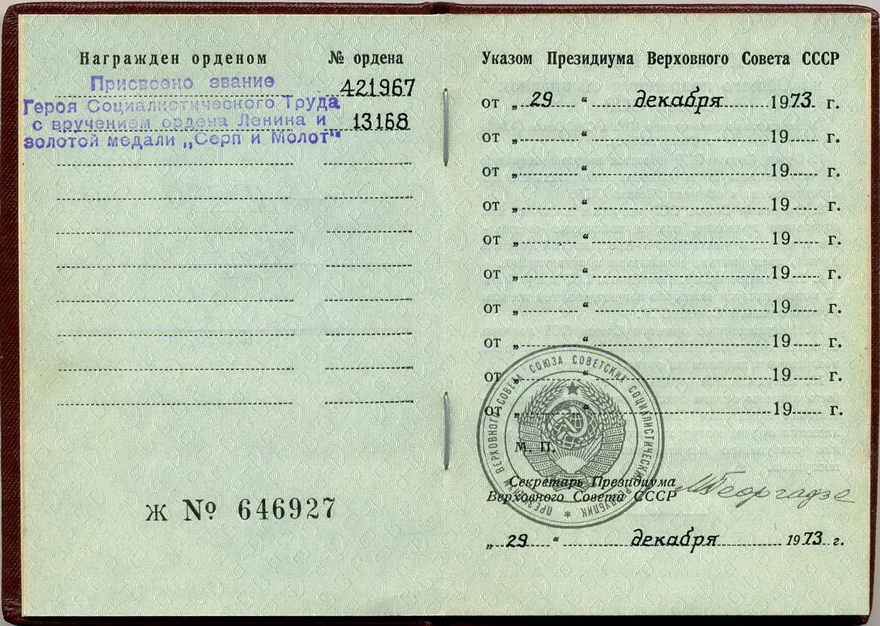 Награжден орденом № ордена
Присвоено звание 421967
Героя Социалистического Труда
с вручением ордена Ленина и 13168
золотой медали „Серп и Молот"
Ж № 646927
Указом Президиума Верховного Совета СССР
от „ 29 “ декабря 1973 г.
от „ “ 19 г.
от „ “ 19 г.
от „ “ 19 г.
от „ “ 19 г.
от „ “ 19 г.
от „ “ 19 г.
от „ “ 19 г.
от „ “ 19 г.
от „ “ 19 г.
М. П.
ПРЕЗИДИУМ ВЕРХОВНОГО СОВЕТА СОЮЗА СОВЕТСКИХ СОЦИАЛИСТИЧЕСКИХ РЕСПУБЛИК
Секретарь Президиума
Верховного Совета СССР МГеоргадзе
„ 29 “ декабря 1973 г.